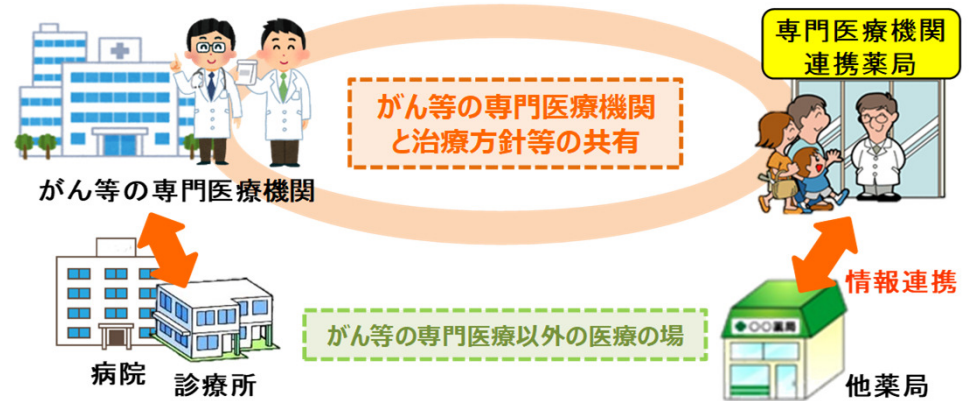 専門医療機関
連携薬局
がん等の専門医療機関
と治療方針等の共有
がん等の専門医療機関
情報連携
がん等の専門医療以外の医療の場
○○薬局
病院
診療所
他薬局